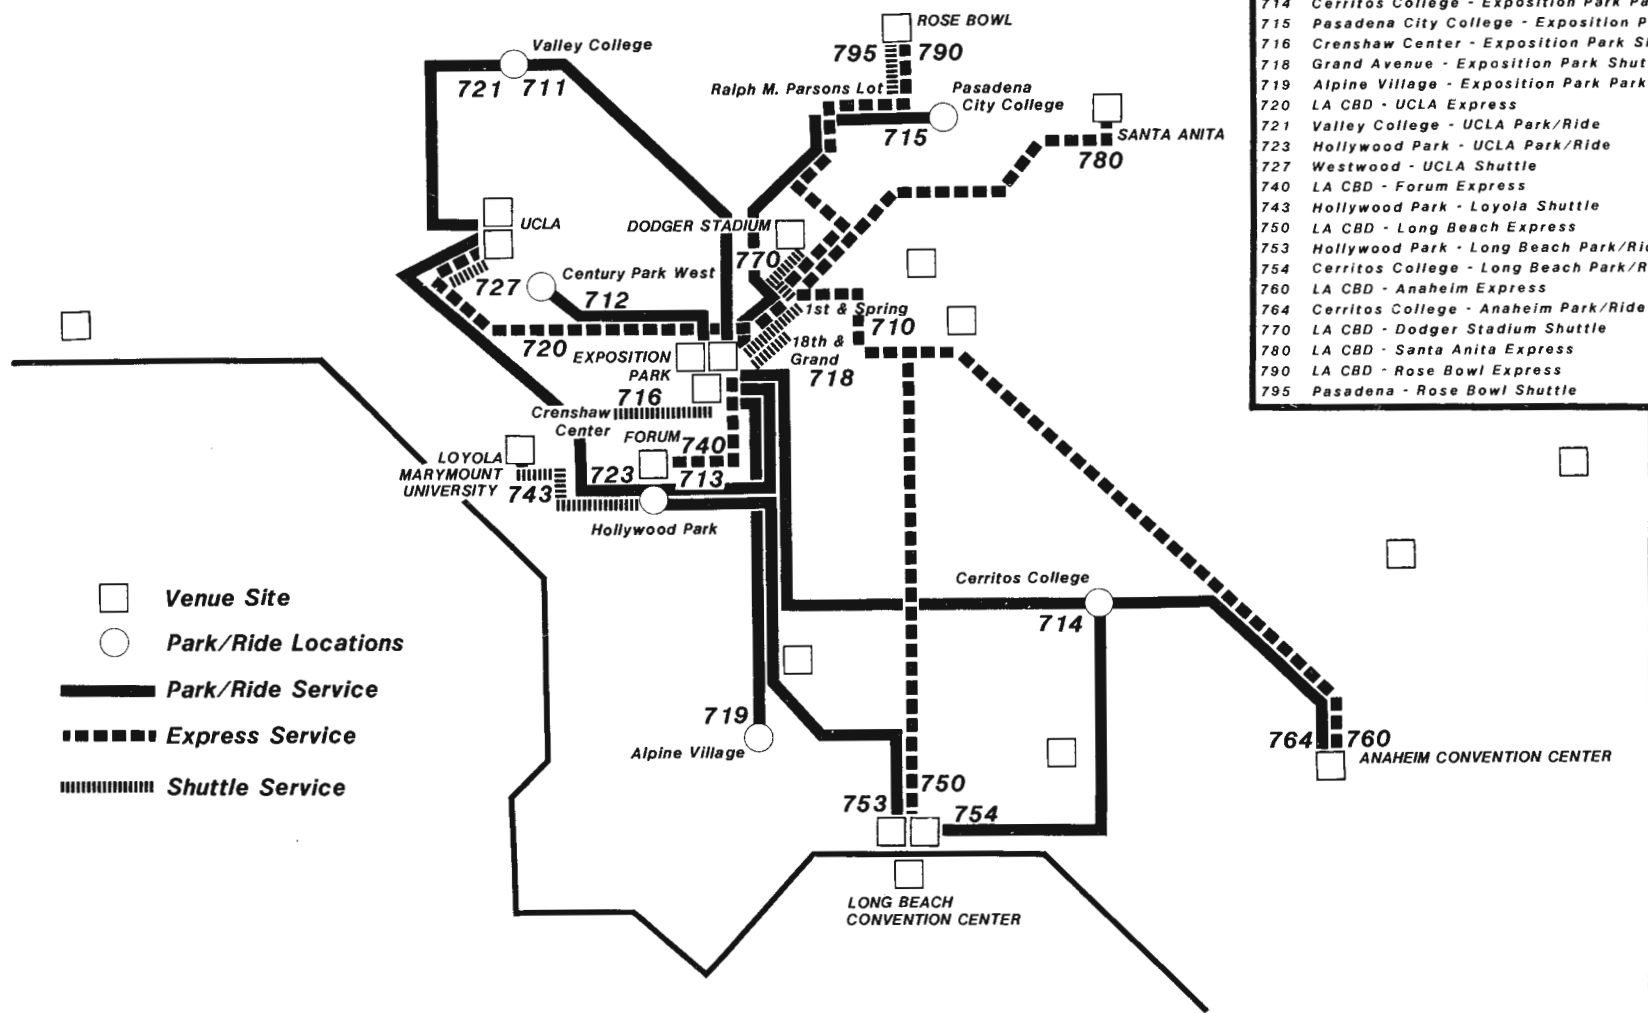 ROSE BOWL
795 790
Valley College
721 711
Ralph M. Parsons Lot
Pasadena
City College
715
SANTA ANITA
780
UCLA
DODGER STADIUM
770
727
Century Park West
712
1st & Spring
710
720
EXPOSITION
PARK
18th &
Grand
718
716
Crenshaw
Center
FORUM
740
LOYOLA
MARYMOUNT
UNIVERSITY
743
723
713
Hollywood Park
Cerritos College
714
719
Alpine Village
764 760
ANAHEIM CONVENTION CENTER
753
750
754
LONG BEACH
CONVENTION CENTER
Venue Site
Park/Ride Locations
Park/Ride Service
Express Service
Shuttle Service
714 Cerritos College - Exposition Park
715 Pasadena City College - Exposition
716 Crenshaw Center - Exposition Park
718 Grand Avenue - Exposition Park
719 Alpine Village - Exposition Park Park
720 LA CBD - UCLA Express
721 Valley College - UCLA Park/Ride
723 Hollywood Park - UCLA Park/Ride
727 Westwood - UCLA Shuttle
740 LA CBD - Forum Express
743 Hollywood Park - Loyola Shuttle
750 LA CBD - Long Beach Express
753 Hollywood Park - Long Beach
754 Cerritos College - Long Beach
760 LA CBD - Anaheim Express
764 Cerritos College - Anaheim Park/Ride
770 LA CBD - Dodger Stadium Shuttle
780 LA CBD - Santa Anita Express
790 LA CBD - Rose Bowl Express
795 Pasadena - Rose Bowl Shuttle